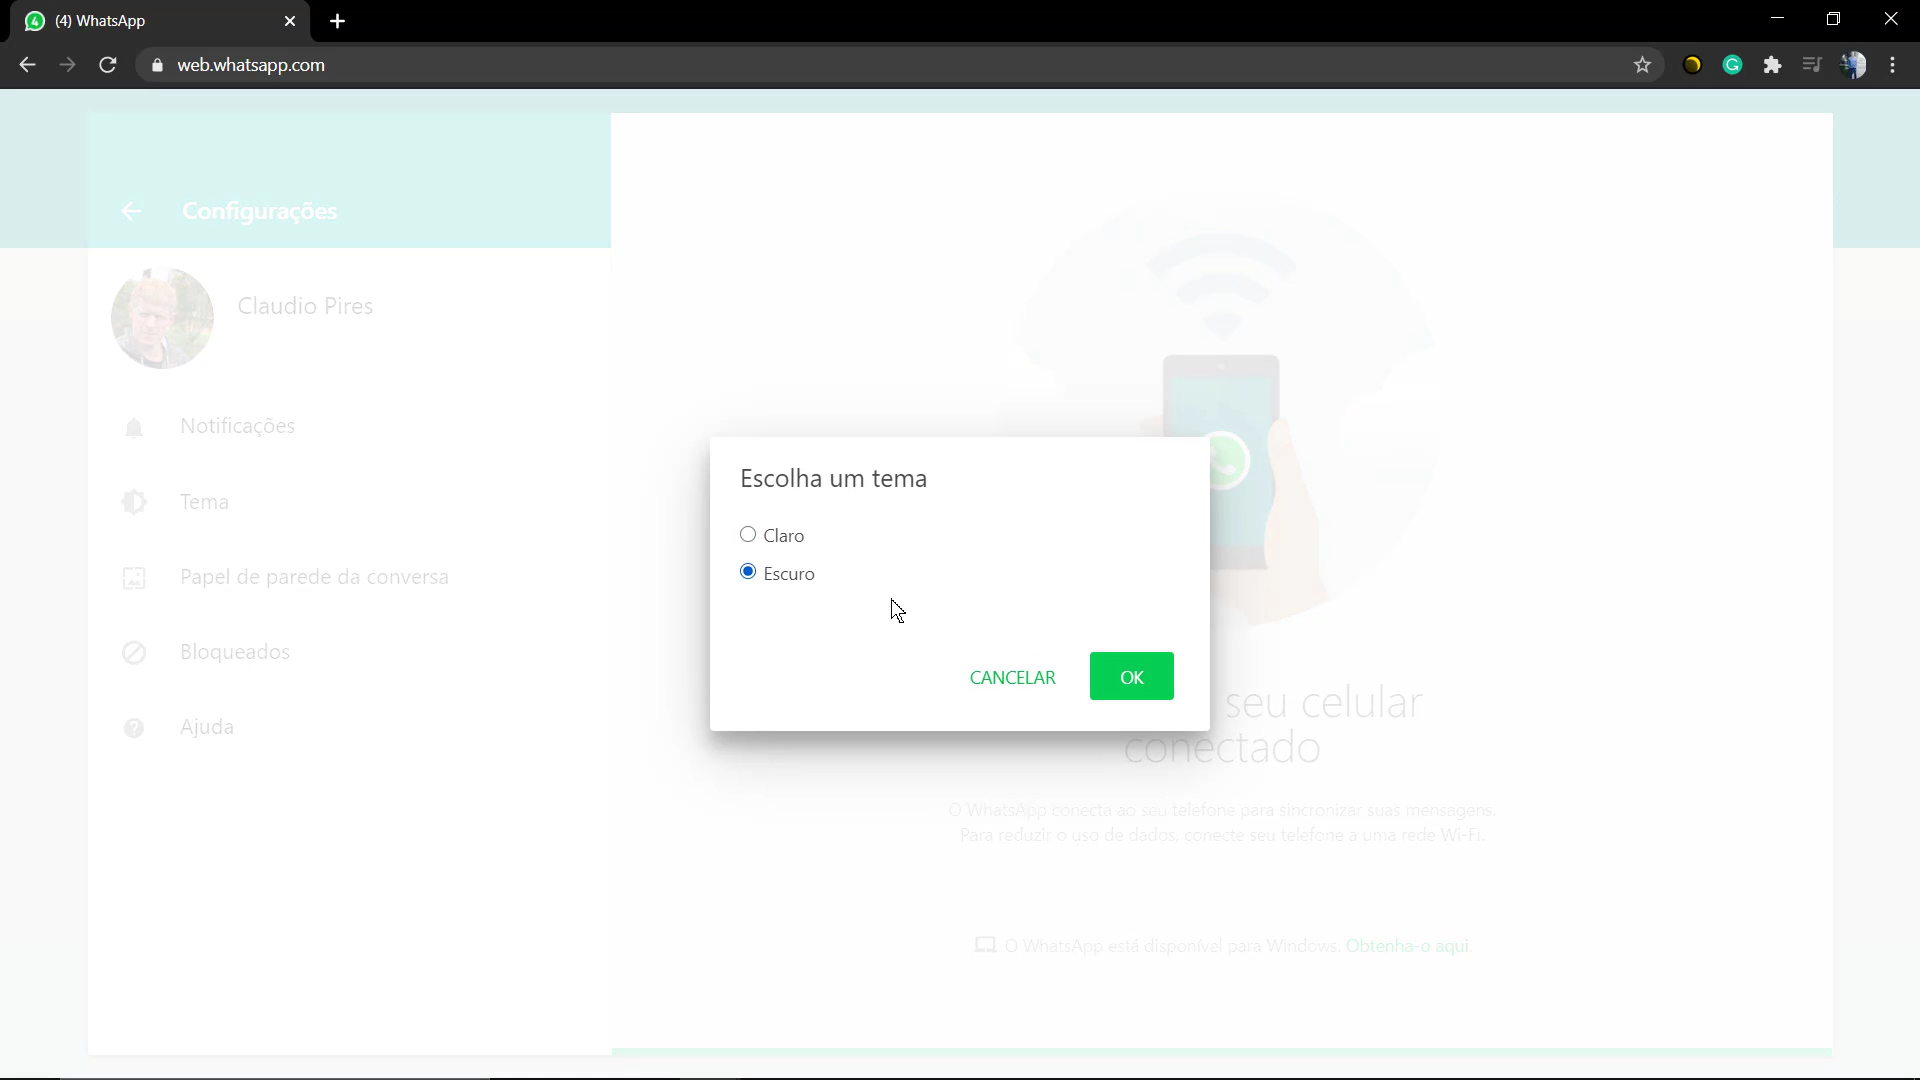 (4) WhatsApp
web.whatsapp.com
Configurações
Claudio Pires
Notificações
Tema
Papel de parede da conversa
Bloqueados
Ajuda
Escolha um tema
Claro
Escuro
CANCELAR
OK
seu celular
conectado
O WhatsApp conecta ao seu telefone para sincronizar suas mensagens.
Para reduzir o uso de dados, conecte seu telefone a uma rede Wi-Fi.
O WhatsApp está disponível para Windows. Obtenha-o aqui.